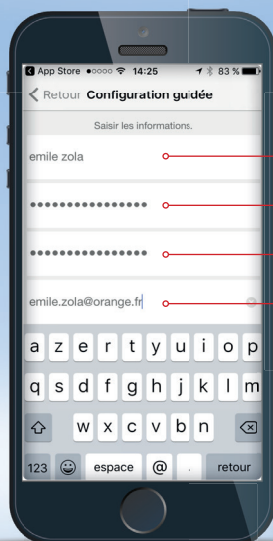 App Store 14:25 83 %
Retour Configuration guidée
Saisir les informations.
emile zola
••••••••••••••••
••••••••••••••••
emile.zola@orange.fr
a z e r t y u i o p
q s d f g h j k l m
w x c v b n
123 espace @ . retour